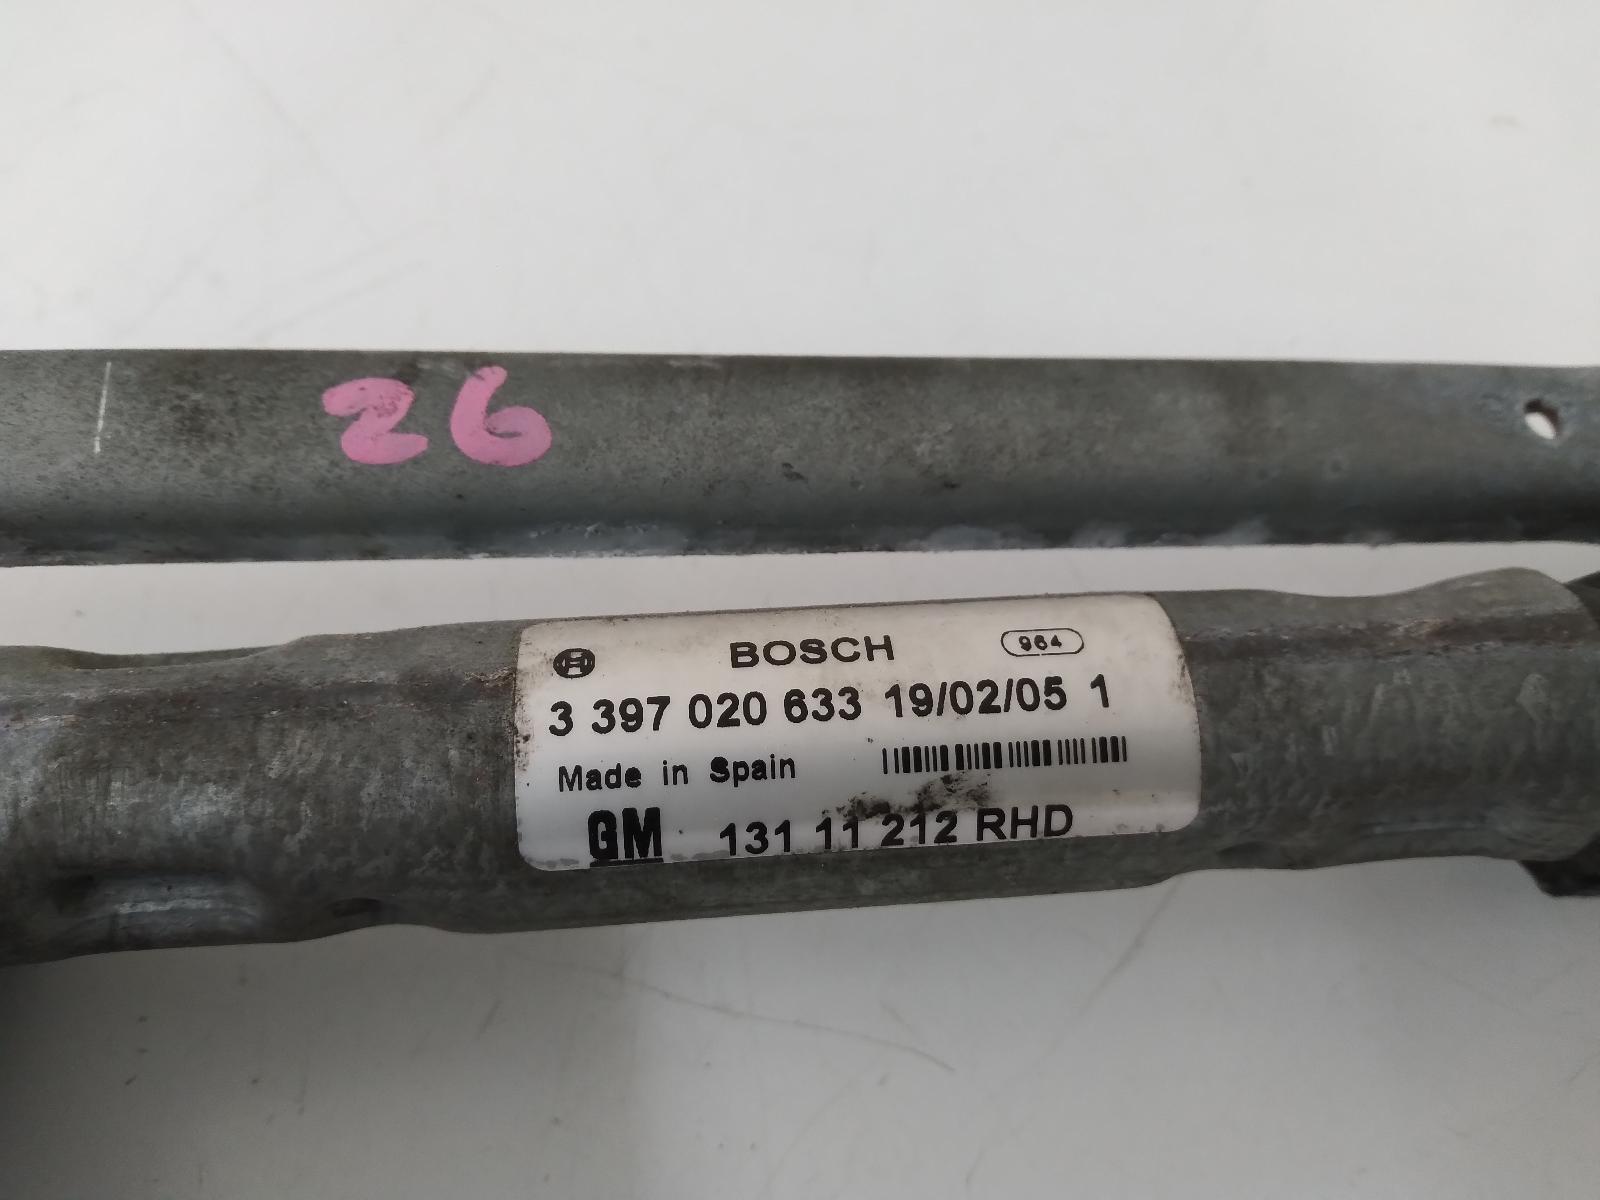 26
BOSCH 964
3 397 020 633 19/02/05 1
Made in Spain
GM 131 11 212 RHD